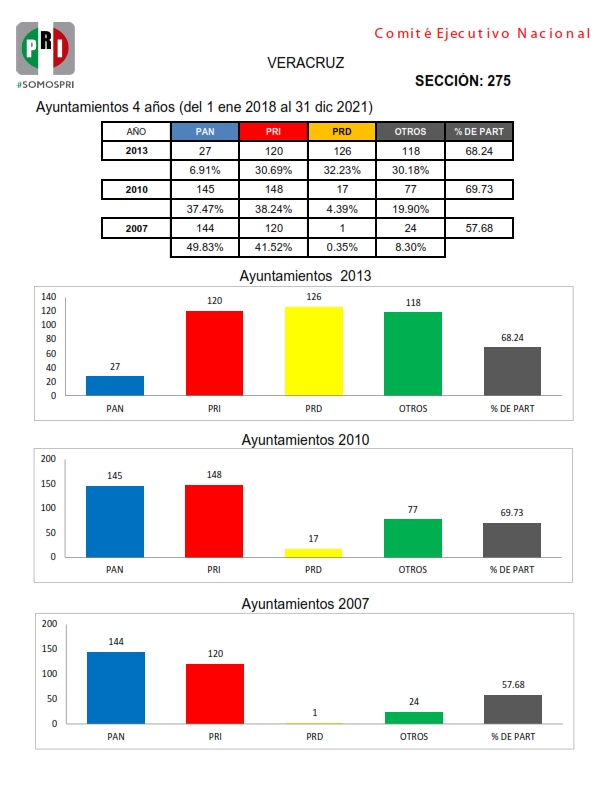 Comité Ejecutivo Nacional
PRI
#SOMOSPRI
VERACRUZ
SECCIÓN: 275
Ayuntamientos 4 años (del 1 ene 2018 al 31 dic 2021)
AÑO PAN PRI PRD OTROS % DE PART
2013 27 120 126 118 68.24
6.91% 30.69% 32.23% 30.18%
2010 145 148 17 77 69.73
37.47% 38.24% 4.39% 19.90%
2007 144 120 1 24 57.68
49.83% 41.52% 0.35% 8.30%
Ayuntamientos 2013
140
120
100
80
60
40
20
0
27 120 126 118 68.24
PAN PRI PRD OTROS % DE PART
Ayuntamientos 2010
200
150
100
50
0
145 148 17 77 69.73
PAN PRI PRD OTROS % DE PART
Ayuntamientos 2007
200
150
100
50
0
144 120 1 24 57.68
PAN PRI PRD OTROS % DE PART